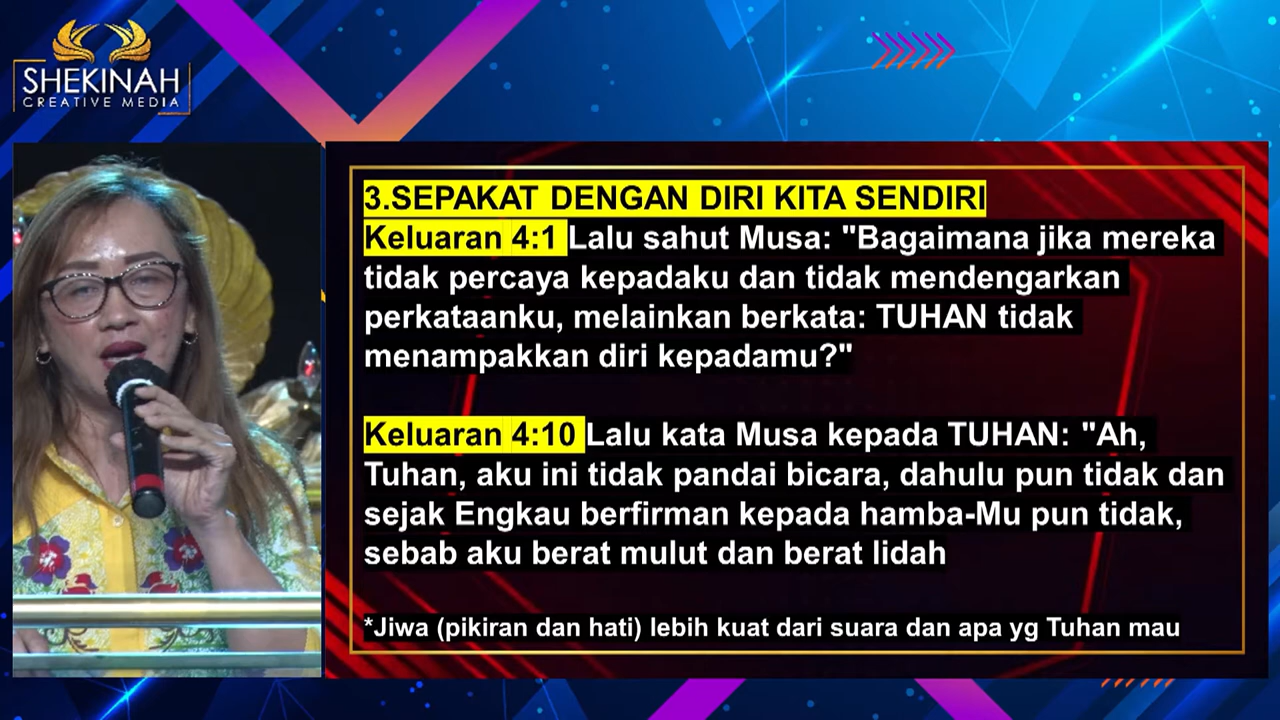 SHEKINAH
CREATIVE MEDIA
3.SEPAKAT DENGAN DIRI KITA SENDIRI
Keluaran 4:1 Lalu sahut Musa: "Bagaimana jika mereka
tidak percaya kepadaku dan tidak mendengarkan
perkataanku, melainkan berkata: TUHAN tidak
menampakkan diri kepadamu?"
Keluaran 4:10 Lalu kata Musa kepada TUHAN: "Ah,
Tuhan, aku ini tidak pandai bicara, dahulu pun tidak dan
sejak Engkau berfirman kepada hamba-Mu pun tidak,
sebab aku berat mulut dan berat lidah
*Jiwa (pikiran dan hati) lebih kuat dari suara dan apa yg Tuhan mau